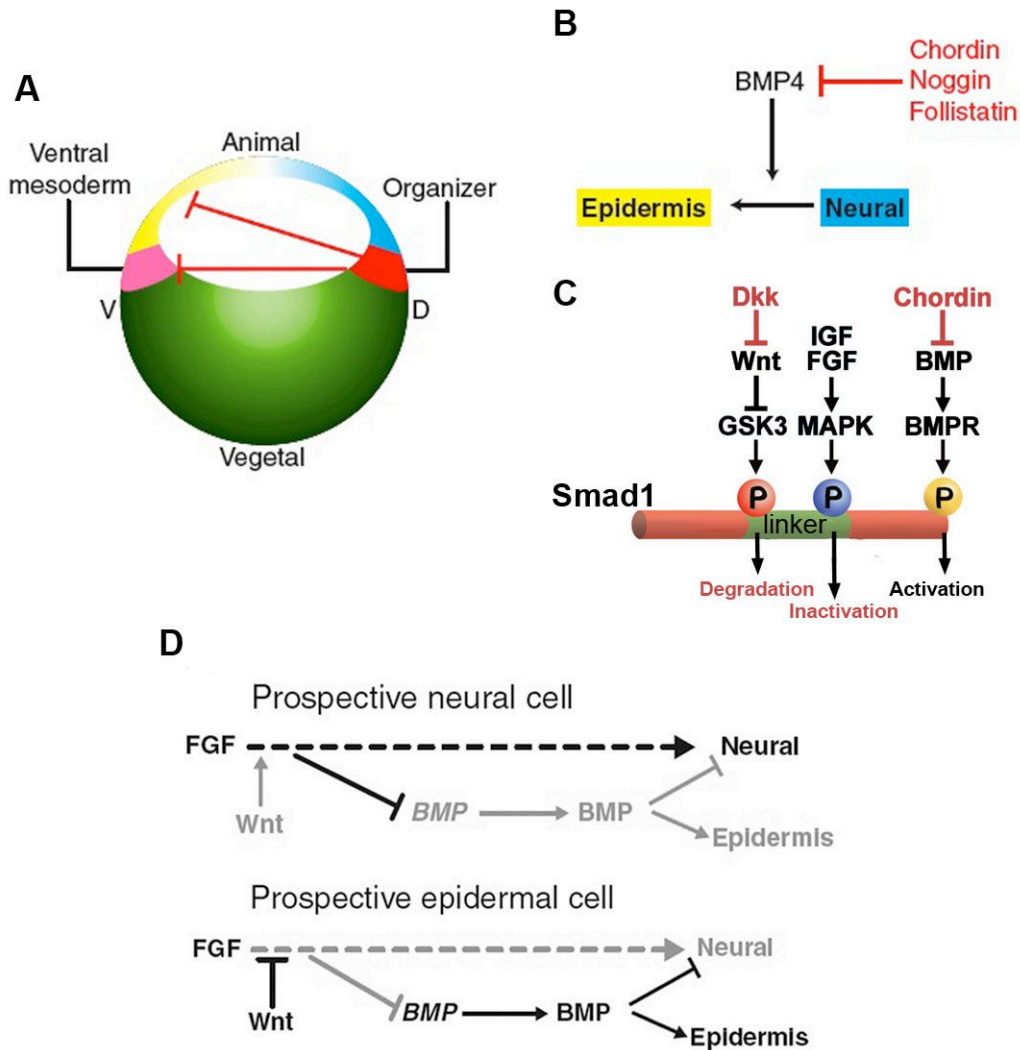 A
Animal
Ventral
mesoderm
Organizer
V
D
Vegetal
B
BMP4
Chordin
Noggin
Follistatin
Epidermis
Neural
C
Dkk
Chordin
IGF
Wnt
FGF
BMP
GSK3
MAPK
BMPR
Smad1
P
P
P
linker
Degradation
Inactivation
Activation
D
Prospective neural cell
FGF
Neural
Wnt
BMP
BMP
Epidermis
Prospective epidermal cell
FGF
Neural
Wnt
BMP
BMP
Epidermis